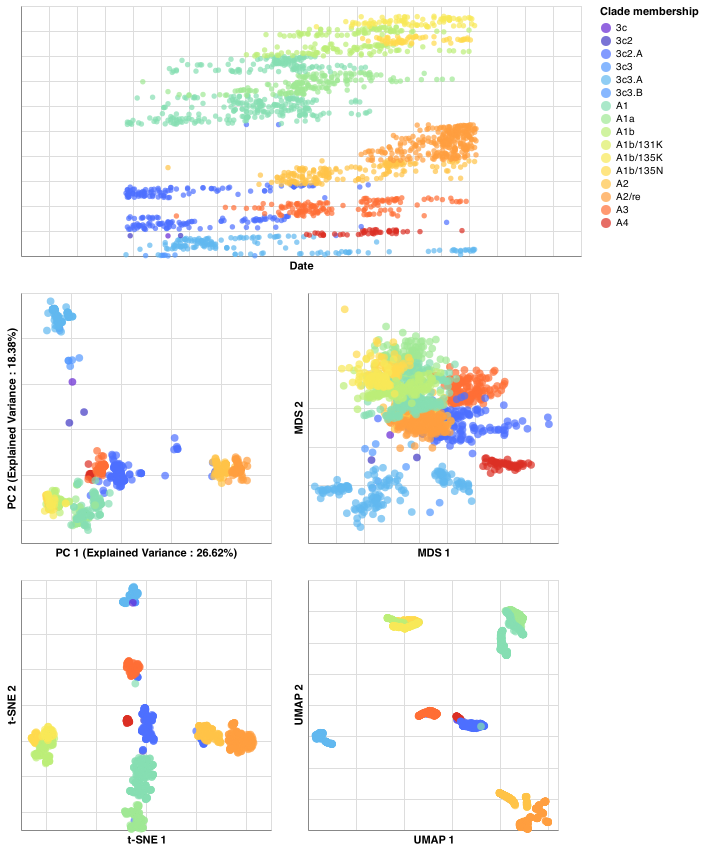 Clade membership
3c
3c2
3c2.A
3c3
3c3.A
3c3.B
A1
A1a
A1b
A1b/131K
A1b/135K
A1b/135N
A2
A2/re
A3
A4
Date
PC 2 (Explained Variance : 18.38%)
PC 1 (Explained Variance : 26.62%)
MDS 2
MDS 1
t-SNE 2
t-SNE 1
UMAP 2
UMAP 1